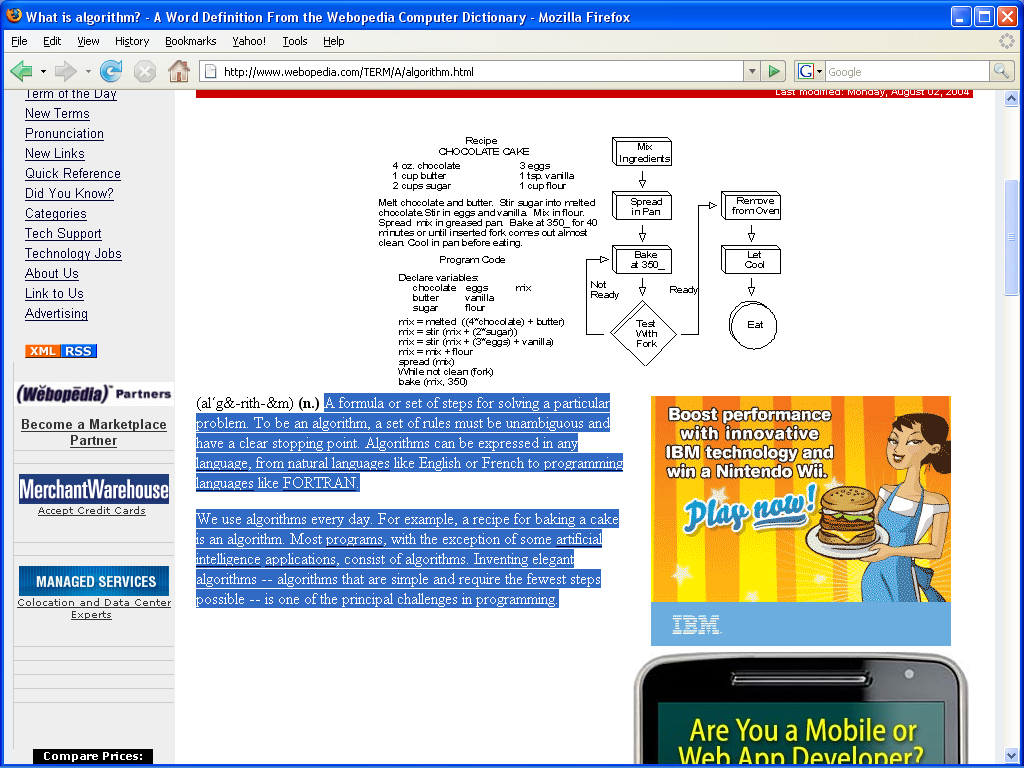 What is algorithm? - A Word Definition From the Webopedia Computer Dictionary - Mozilla Firefox
File Edit View History Bookmarks Yahoo! Tools Help
http://www.webopedia.com/TERM/A/algorithm.html
G Google
Term of the Day
New Terms
Pronunciation
New Links
Quick Reference
Did You Know?
Categories
Tech Support
Technology Jobs
About Us
Link to Us
Advertising
XML RSS
(Webopedia)™ Partners
Become a Marketplace
Partner
MerchantWarehouse
Accept Credit Cards
MANAGED SERVICES
Colocation and Data Center
Experts
Compare Prices:
Last modified: Monday, August 02, 2004
Recipe
CHOCOLATE CAKE
4 oz. chocolate 3 eggs
1 cup butter 1 tsp. vanilla
2 cups sugar 1 cup flour
Melt chocolate and butter. Stir sugar into melted
chocolate.Stir in eggs and vanilla. Mix in flour.
Spread mix in greased pan. Bake at 350_ for 40
minutes or until inserted fork comes out almost
clean. Cool in pan before eating.
Program Code
Declare variables:
chocolate eggs mix
butter vanilla
sugar flour
mix = melted ((4*chocolate) + butter)
mix = stir (mix + (2*sugar))
mix = stir (mix + (3*eggs) + vanilla)
mix = mix + flour
spread (mix)
While not clean (fork)
bake (mix, 350)
Mix
Ingredients
Spread
in Pan
Bake
at 350_
Not
Ready
Test
With
Fork
Ready
Remove
from Oven
Let
Cool
Eat
(al´g&-rith-&m) (n.) A formula or set of steps for solving a particular
problem. To be an algorithm, a set of rules must be unambiguous and
have a clear stopping point. Algorithms can be expressed in any
language, from natural languages like English or French to programming
languages like FORTRAN.
We use algorithms every day. For example, a recipe for baking a cake
is an algorithm. Most programs, with the exception of some artificial
intelligence applications, consist of algorithms. Inventing elegant
algorithms -- algorithms that are simple and require the fewest steps
possible -- is one of the principal challenges in programming.
Boost performance
with innovative
IBM technology and
win a Nintendo Wii.
Play now!
IBM.
Are You a Mobile or
Web App Developer?